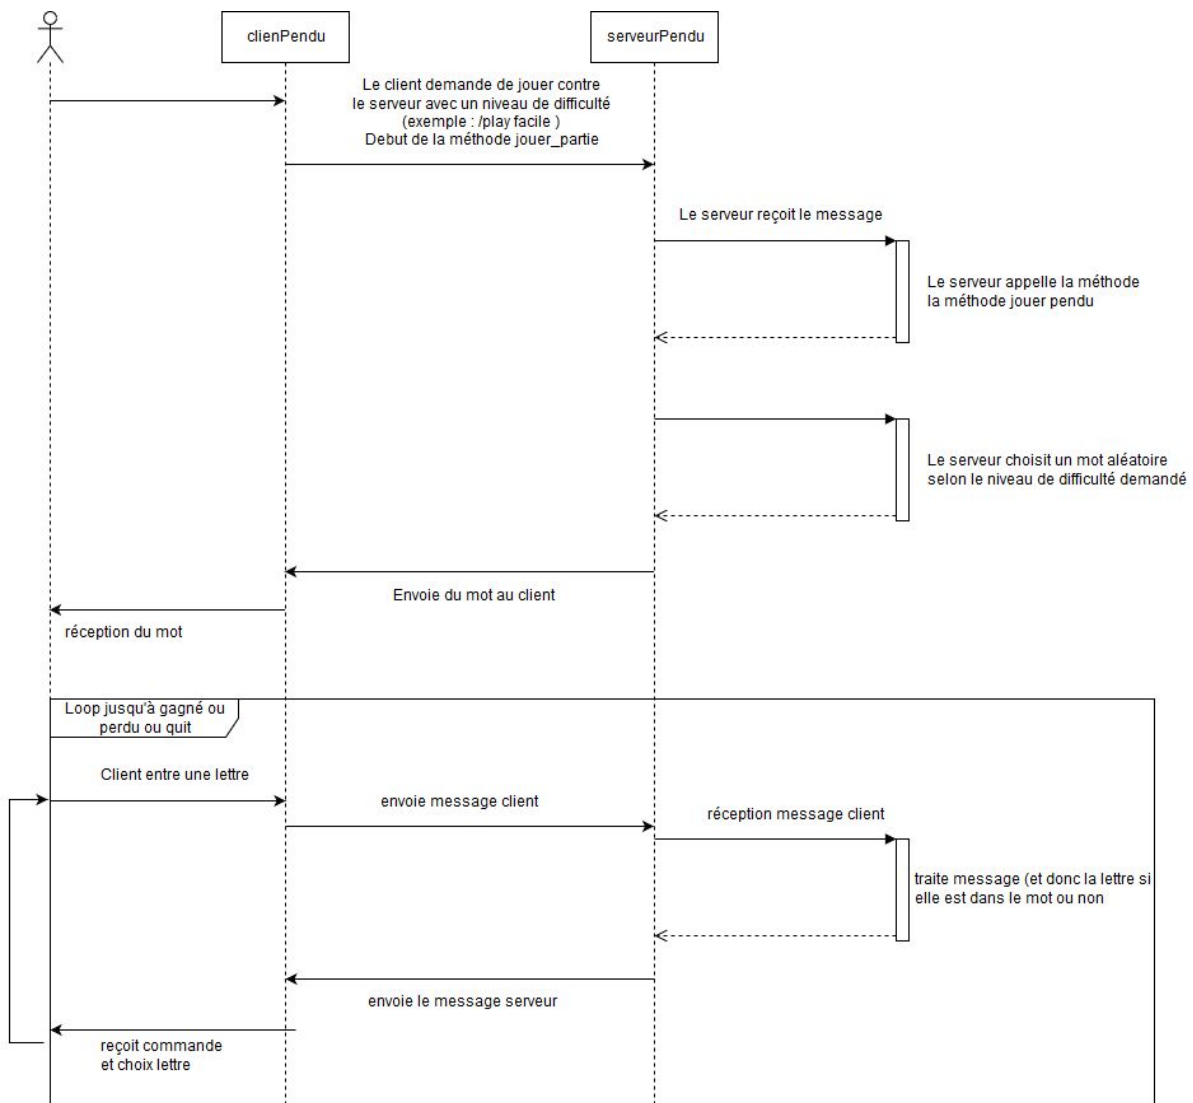 clienPendu
serveurPendu
Le client demande de jouer contre
le serveur avec un niveau de difficulté
(exemple : /play facile )
Debut de la méthode jouer_partie
Le serveur reçoit le message
Le serveur appelle la méthode
la méthode jouer pendu
Le serveur choisit un mot aléatoire
selon le niveau de difficulté demandé
Envoie du mot au client
réception du mot
Loop jusqu'à gagné ou
perdu ou quit
Client entre une lettre
envoie message client
réception message client
traite message (et donc la lettre si
elle est dans le mot ou non
envoie le message serveur
reçoit commande
et choix lettre